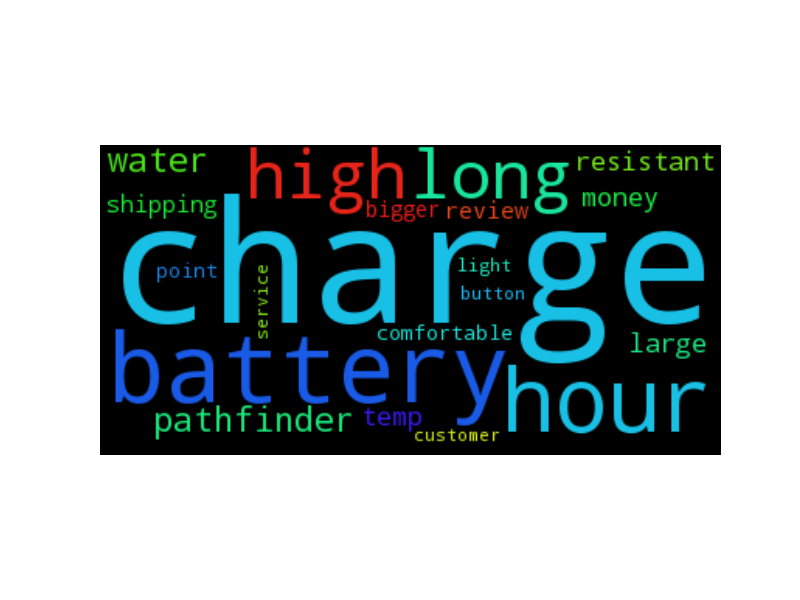 water
high
long
resistant
shipping
bigger
review
money
charge
point
service
light
button
comfortable
battery
large
hour
pathfinder
temp
customer